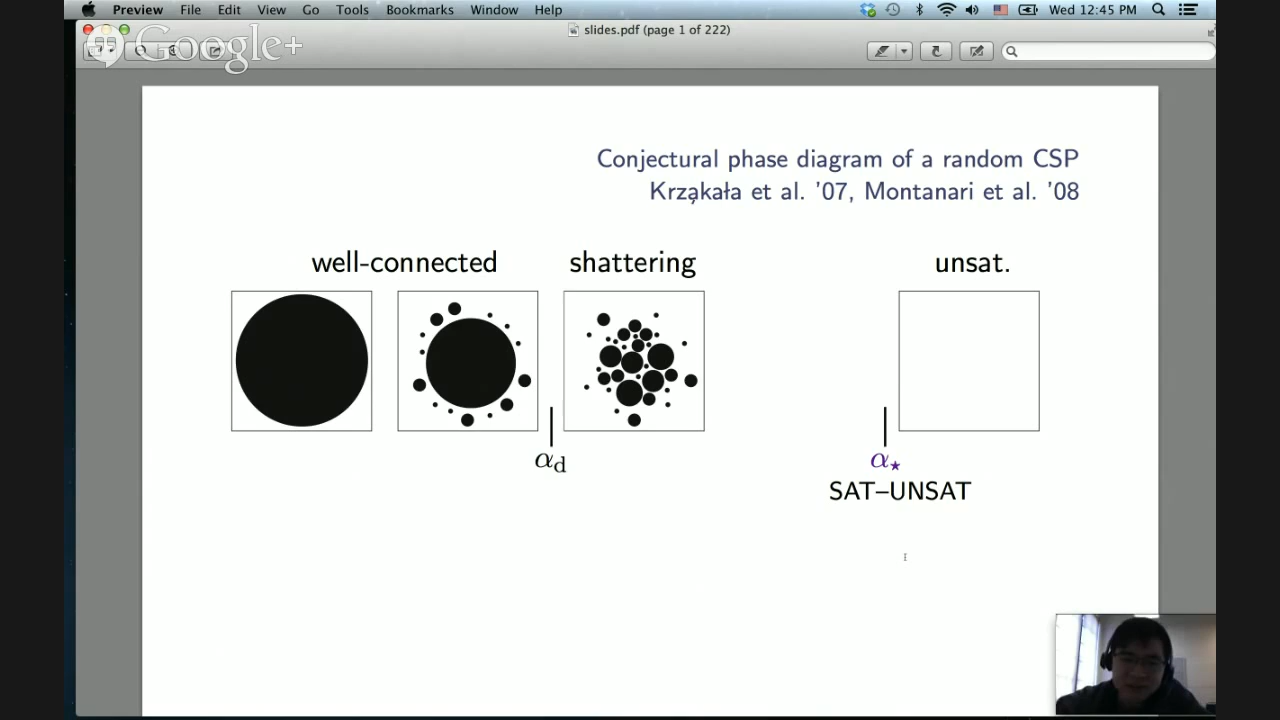 Preview File Edit View Go Tools Bookmarks Window Help Wed 12:45 PM
slides.pdf (page 1 of 222)
Google+
Conjectural phase diagram of a random CSP
Krząkała et al. '07, Montanari et al. '08
well-connected shattering unsat.
αd α⋆
SAT–UNSAT